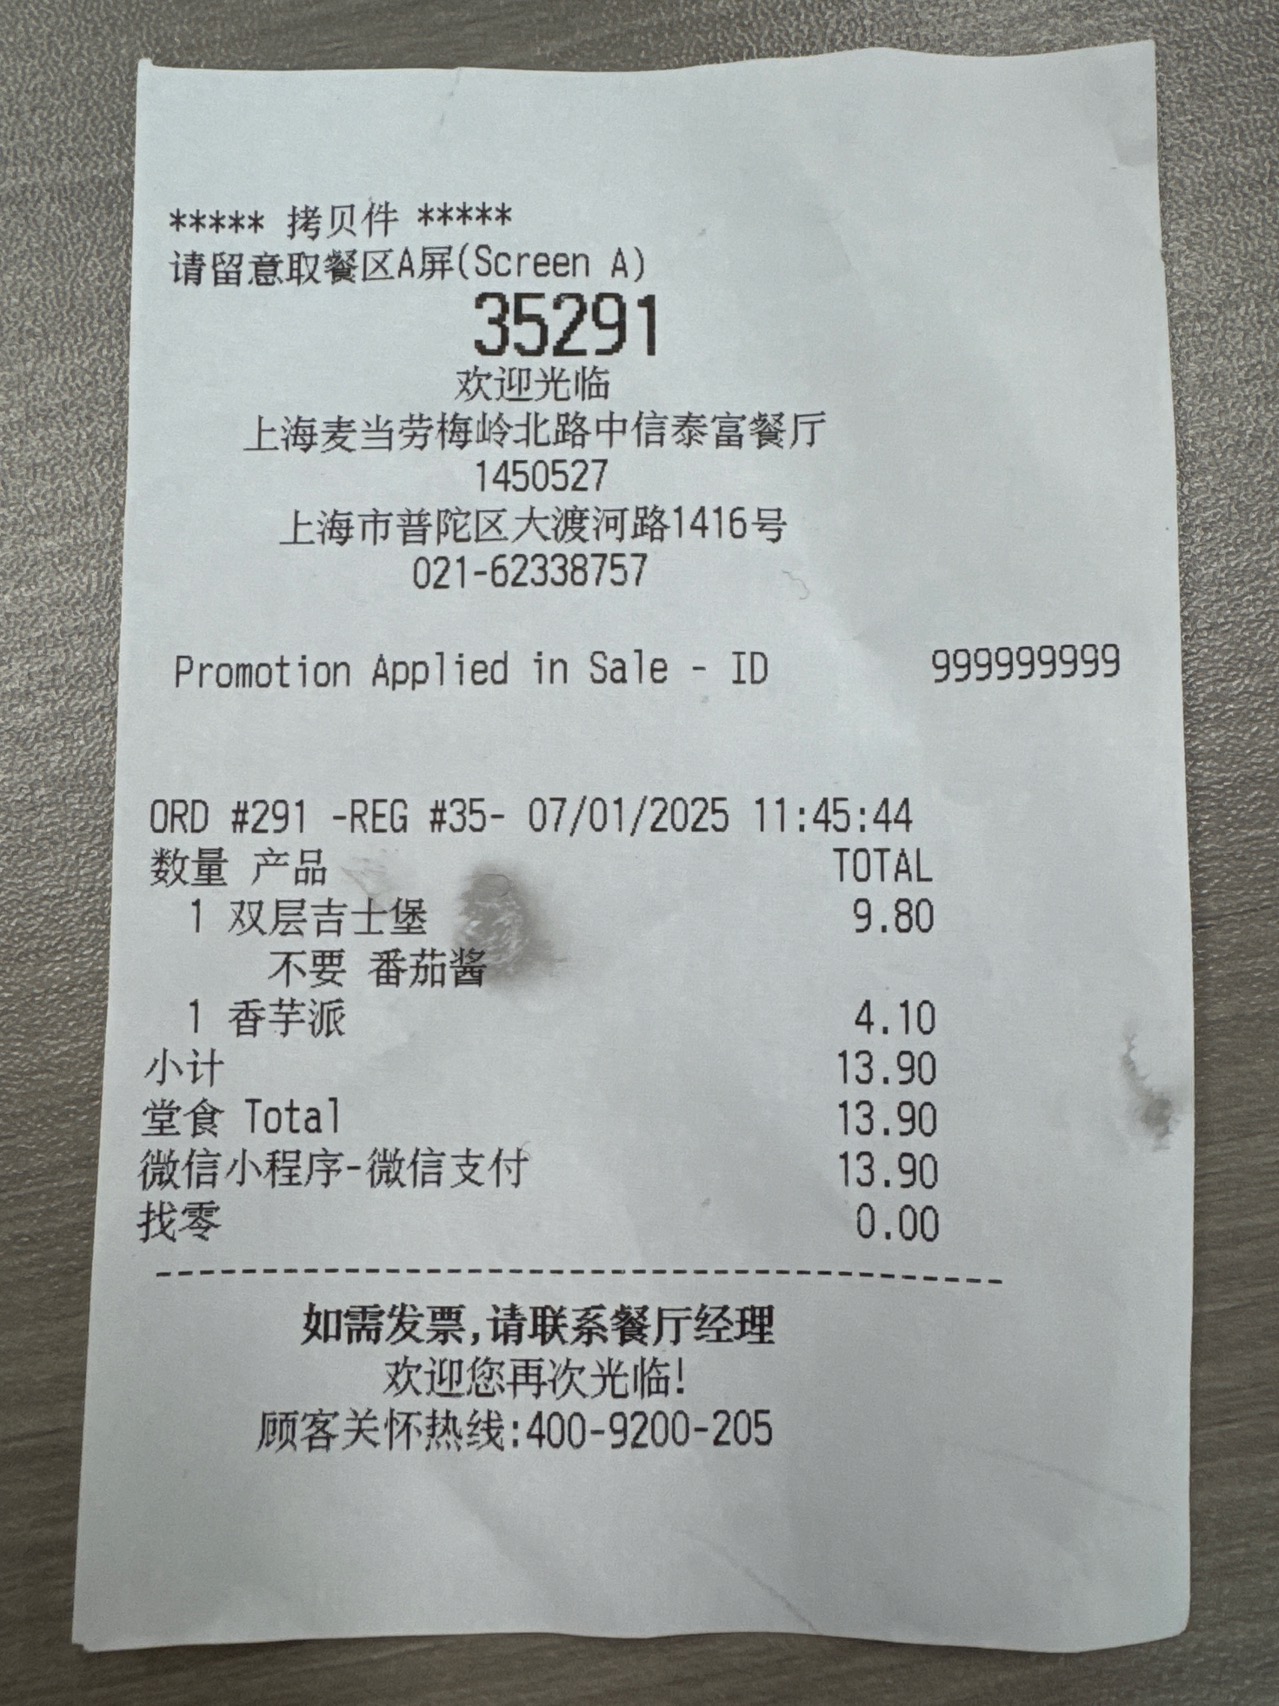 ***** 拷贝件 *****
请留意取餐区A屏(Screen A)
35291
欢迎光临
上海麦当劳梅岭北路中信泰富餐厅
1450527
上海市普陀区大渡河路1416号
021-62338757
Promotion Applied in Sale - ID 999999999
ORD #291 -REG #35- 07/01/2025 11:45:44
数量 产品 TOTAL
1 双层吉士堡 9.80
不要 番茄酱
1 香芋派 4.10
小计 13.90
堂食 Total 13.90
微信小程序-微信支付 13.90
找零 0.00
--------------------------------------------
如需发票,请联系餐厅经理
欢迎您再次光临!
顾客关怀热线:400-9200-205